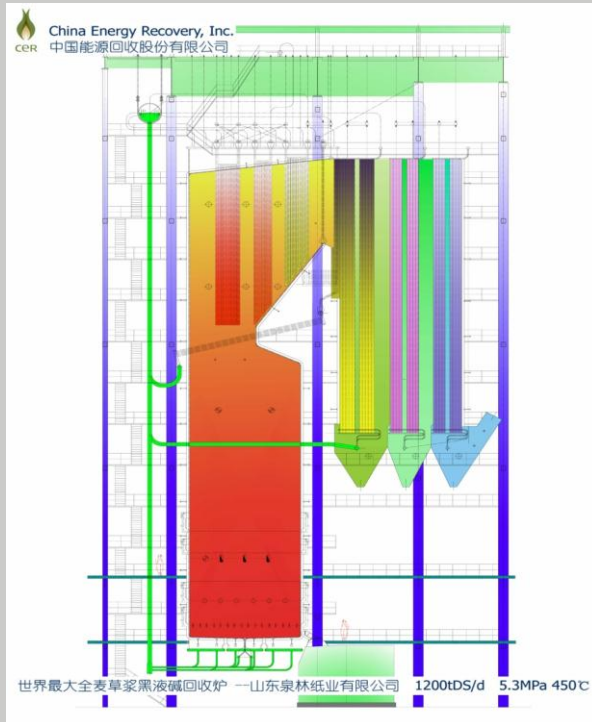 CER
China Energy Recovery, Inc.
中国能源回收股份有限公司
世界最大全麦草浆黑液碱回收炉 --山东泉林纸业有限公司 1200tDS/d 5.3MPa 450℃